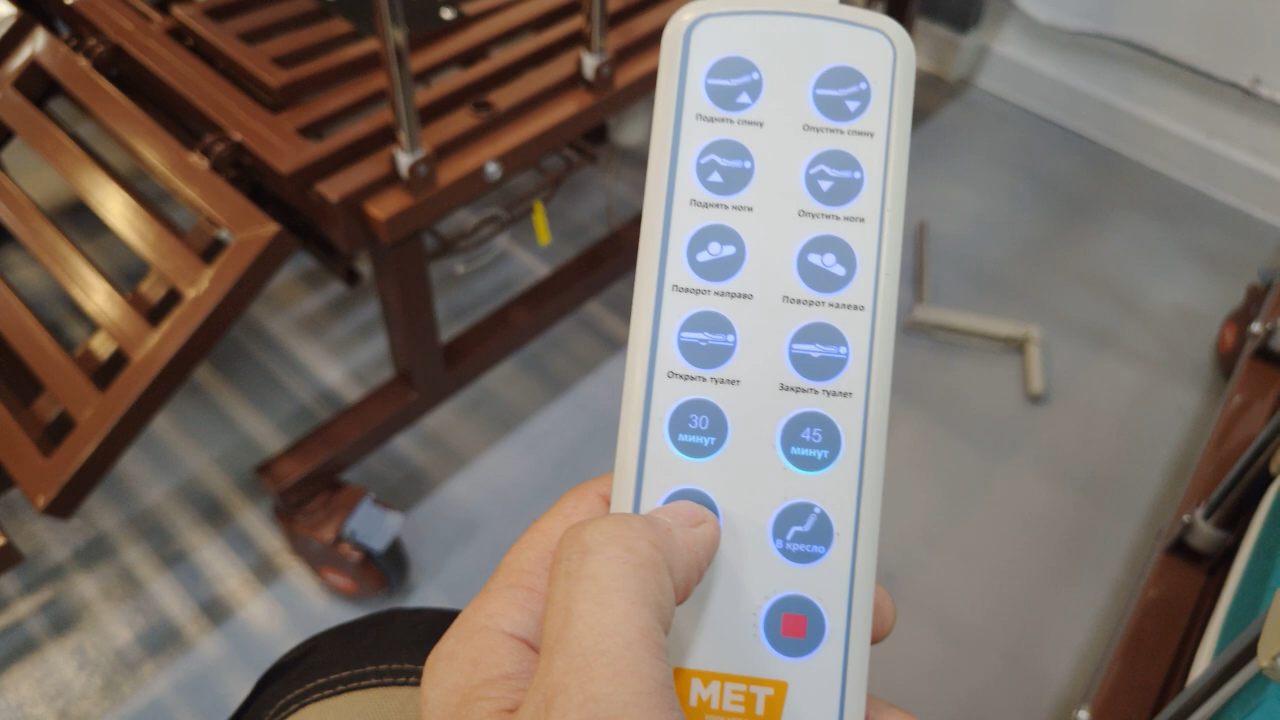 Поднять спину
Опустить спину
Поднять ноги
Опустить ноги
Поворот направо
Поворот налево
Открыть туалет
Закрыть туалет
30
минут
45
минут
В кресло
MET